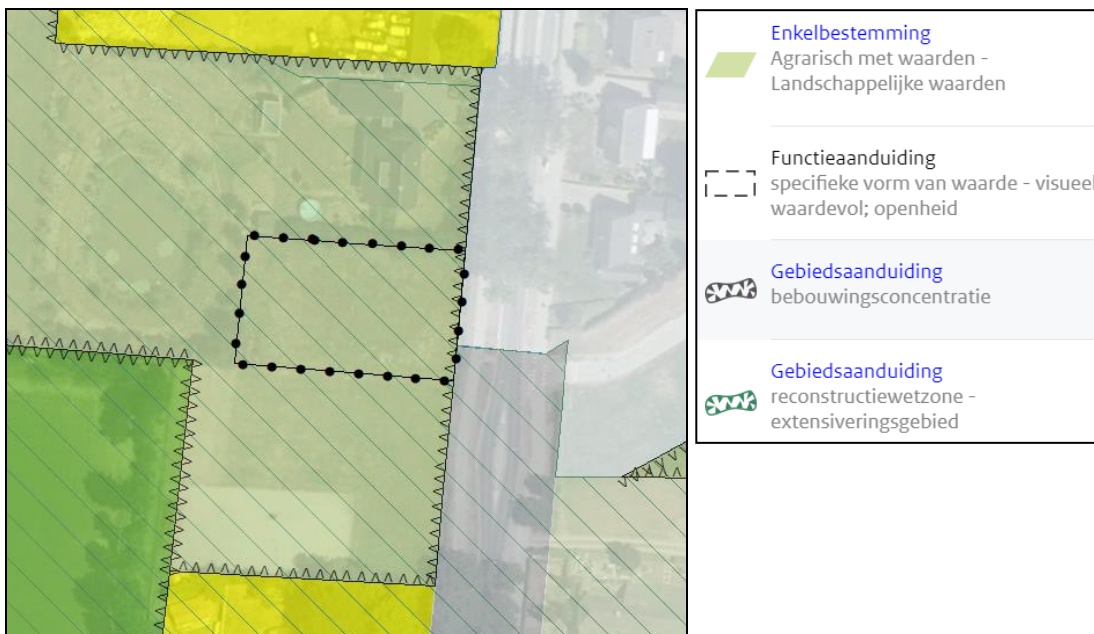 Enkelbestemming
Agrarisch met waarden -
Landschappelijke waarden
Functieaanduiding
specifieke vorm van waarde - visueel
waardevol; openheid
Gebiedsaanduiding
bebouwingsconcentratie
Gebiedsaanduiding
reconstructiewetzone -
extensiveringsgebied